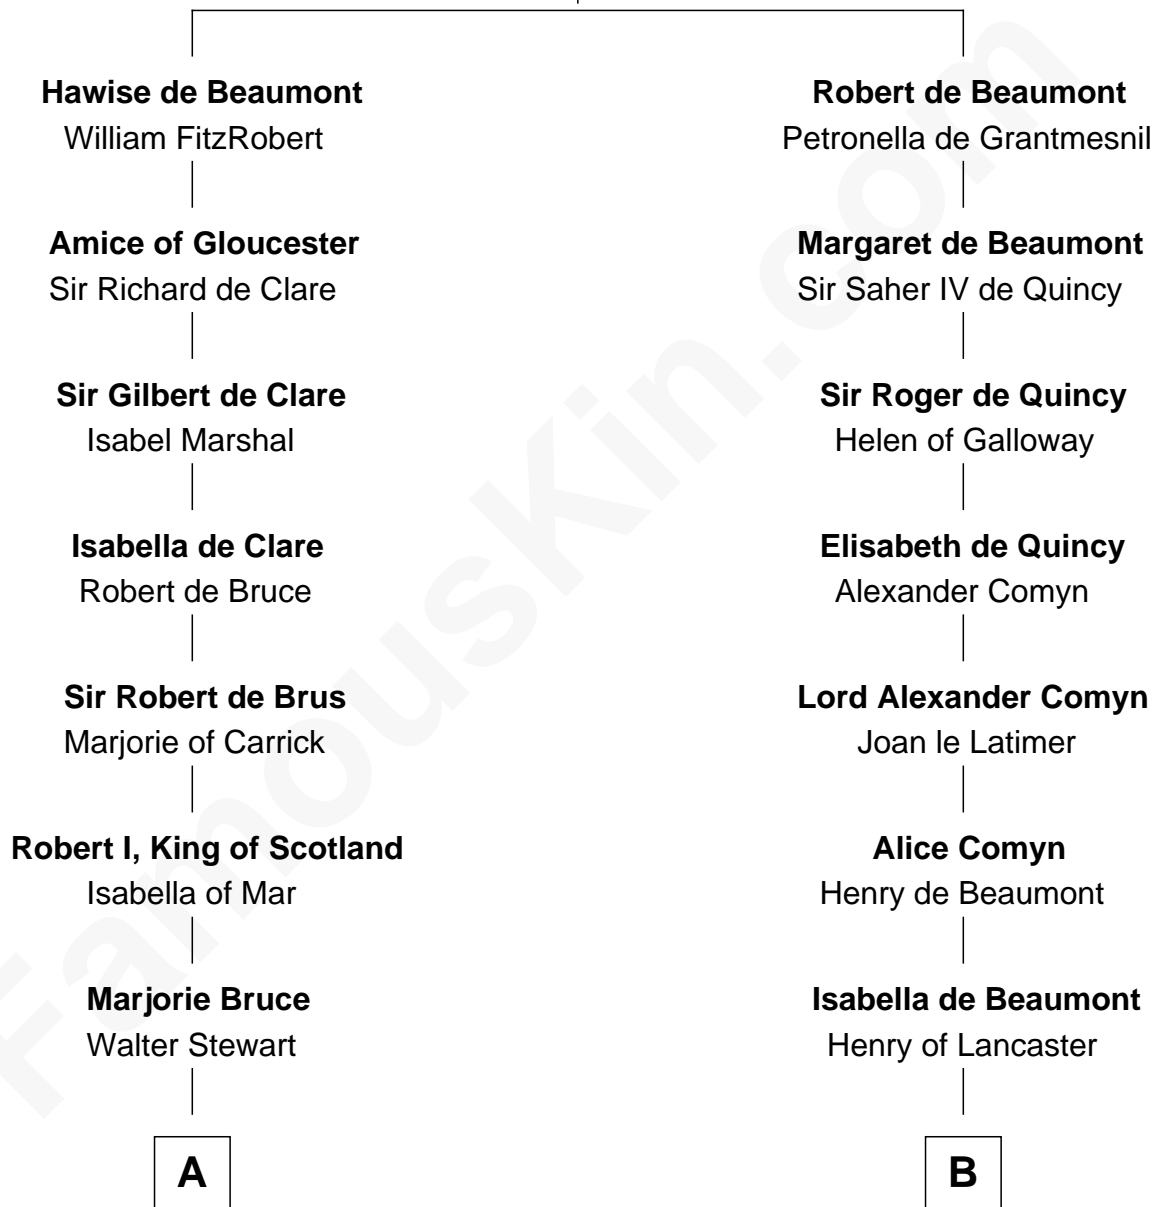 Hawise de Beaumont
William FitzRobert
Amice of Gloucester
Sir Richard de Clare
Sir Gilbert de Clare
Isabel Marshal
Isabella de Clare
Robert de Bruce
Sir Robert de Brus
Marjorie of Carrick
Robert I, King of Scotland
Isabella of Mar
Marjorie Bruce
Walter Stewart
A
Robert de Beaumont
Petronella de Grantmesnil
Margaret de Beaumont
Sir Saher IV de Quincy
Sir Roger de Quincy
Helen of Galloway
Elisabeth de Quincy
Alexander Comyn
Lord Alexander Comyn
Joan le Latimer
Alice Comyn
Henry de Beaumont
Isabella de Beaumont
Henry of Lancaster
B
FamousKin.com